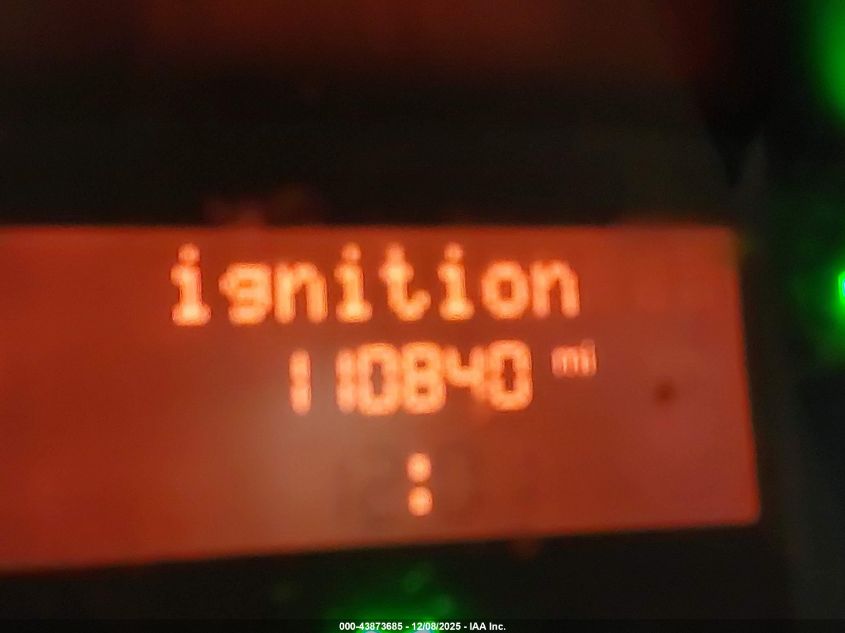 ignition
110840 mi
:
000-43873685 - 12/08/2025 - IAA Inc.